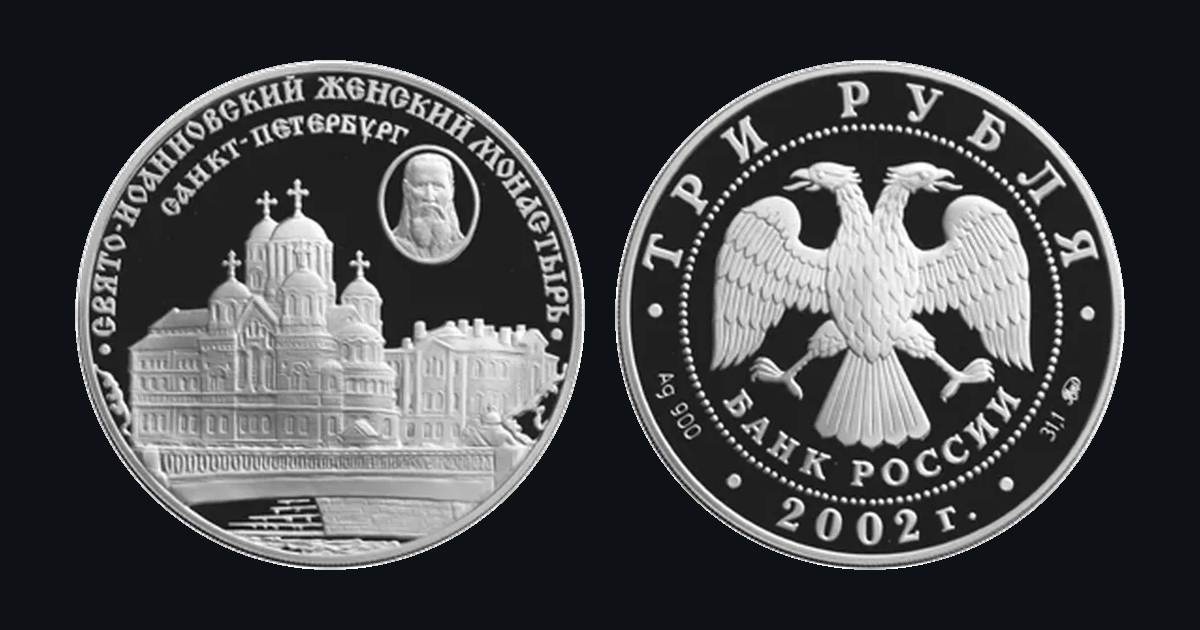 • СВЯТО-ИОАННОВСКИЙ ЖЕНСКИЙ МОНАСТЫРЬ •
САНКТ-ПЕТЕРБУРГ
ТРИ РУБЛЯ
БАНК РОССИИ
Ag 900
31,1
• 2002 г. •